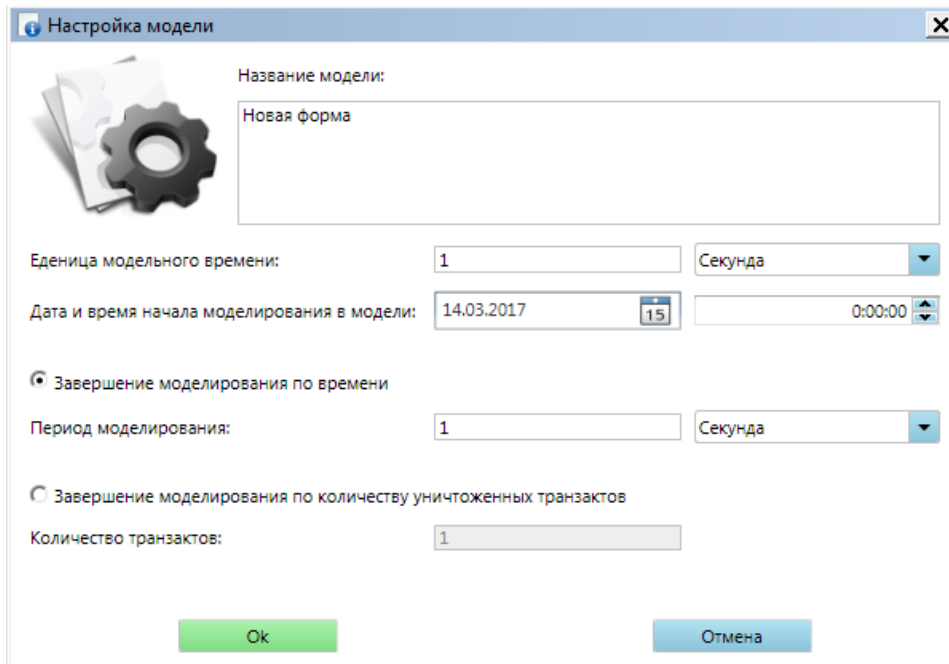 Настройка модели
Название модели:
Новая форма
Еденица модельного времени: 1 Секунда
Дата и время начала моделирования в модели: 14.03.2017 15 0:00:00
Завершение моделирования по времени
Период моделирования: 1 Секунда
Завершение моделирования по количеству уничтоженных транзактов
Количество транзактов: 1
Ok Отмена